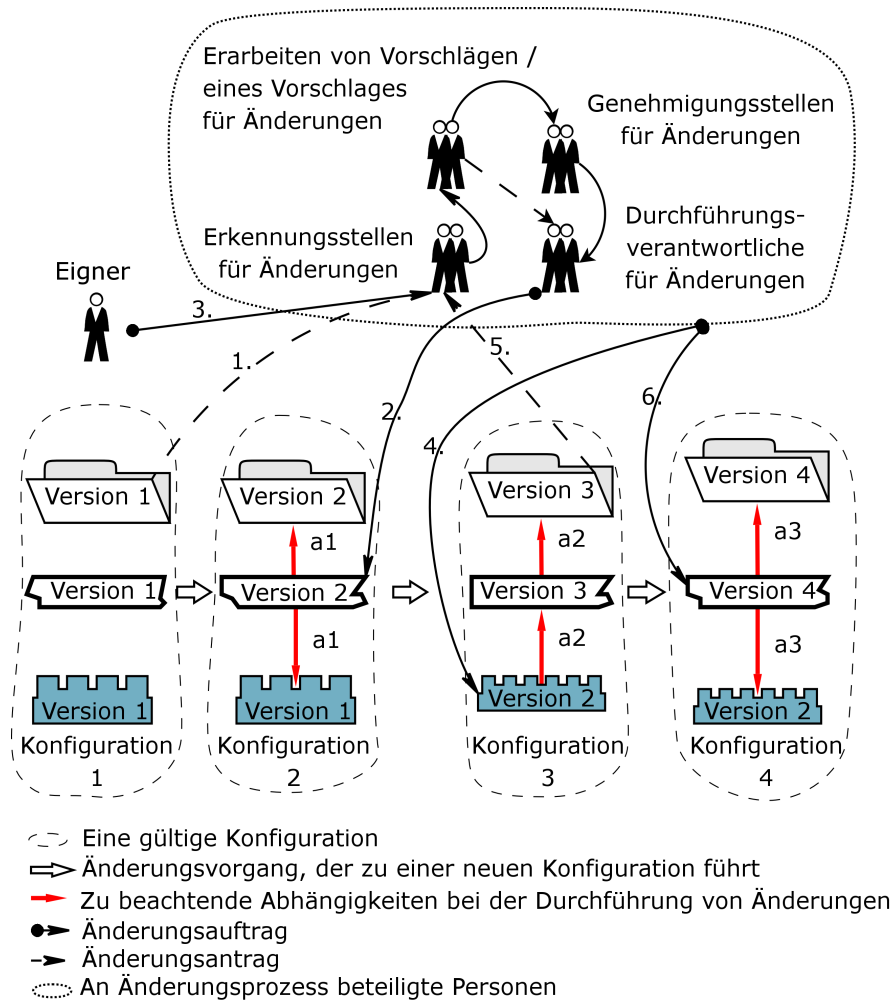 Erarbeiten von Vorschlägen /
eines Vorschlages
für Änderungen
Genehmigungsstellen
für Änderungen
Erkennungsstellen
für Änderungen
Durchführungs-
verantwortliche
für Änderungen
Eigner
3.
1.
5.
2.
4.
6.
Version 1
Version 2
Version 3
Version 4
a1
a2
a3
Version 1
Version 2
Version 3
Version 4
a1
a2
a3
Version 1
Version 1
Version 2
Version 2
Konfiguration
1
Konfiguration
2
Konfiguration
3
Konfiguration
4
Eine gültige Konfiguration
Änderungsvorgang, der zu einer neuen Konfiguration führt
Zu beachtende Abhängigkeiten bei der Durchführung von Änderungen
Änderungsauftrag
Änderungsantrag
An Änderungsprozess beteiligte Personen